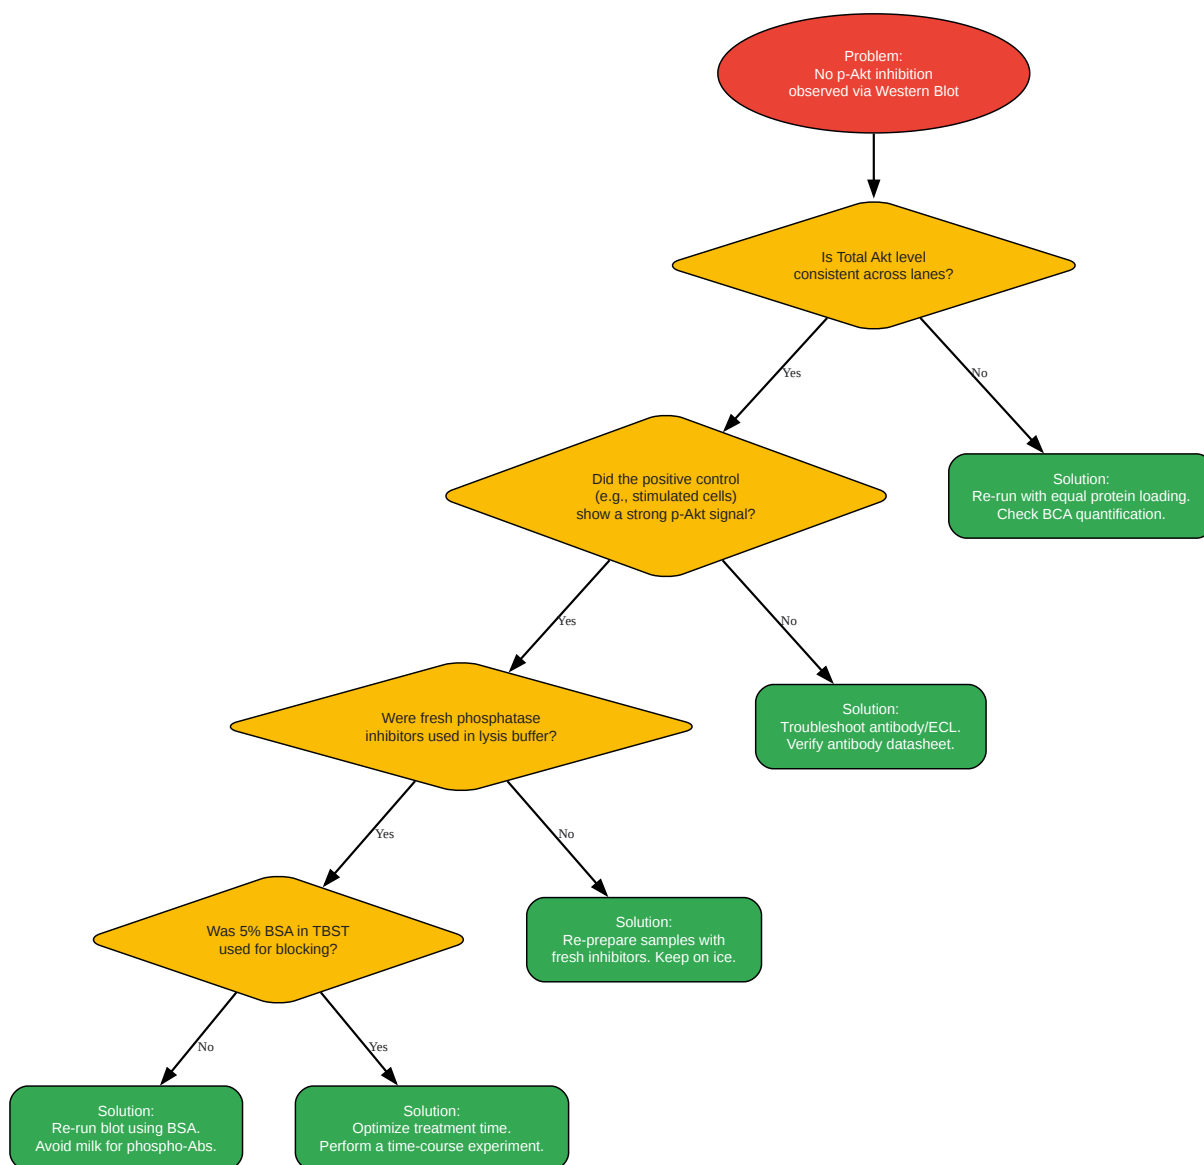 Problem:
No p-Akt inhibition
observed via Western Blot
Is Total Akt level
consistent across lanes?
Yes
No
Did the positive control
(e.g., stimulated cells)
show a strong p-Akt signal?
Solution:
Re-run with equal protein loading.
Check BCA quantification.
Yes
No
Were fresh phosphatase
inhibitors used in lysis buffer?
Solution:
Troubleshoot antibody/ECL.
Verify antibody datasheet.
Yes
No
Was 5% BSA in TBST
used for blocking?
Solution:
Re-prepare samples with
fresh inhibitors. Keep on ice.
No
Yes
Solution:
Re-run blot using BSA.
Avoid milk for phospho-Abs.
Solution:
Optimize treatment time.
Perform a time-course experiment.